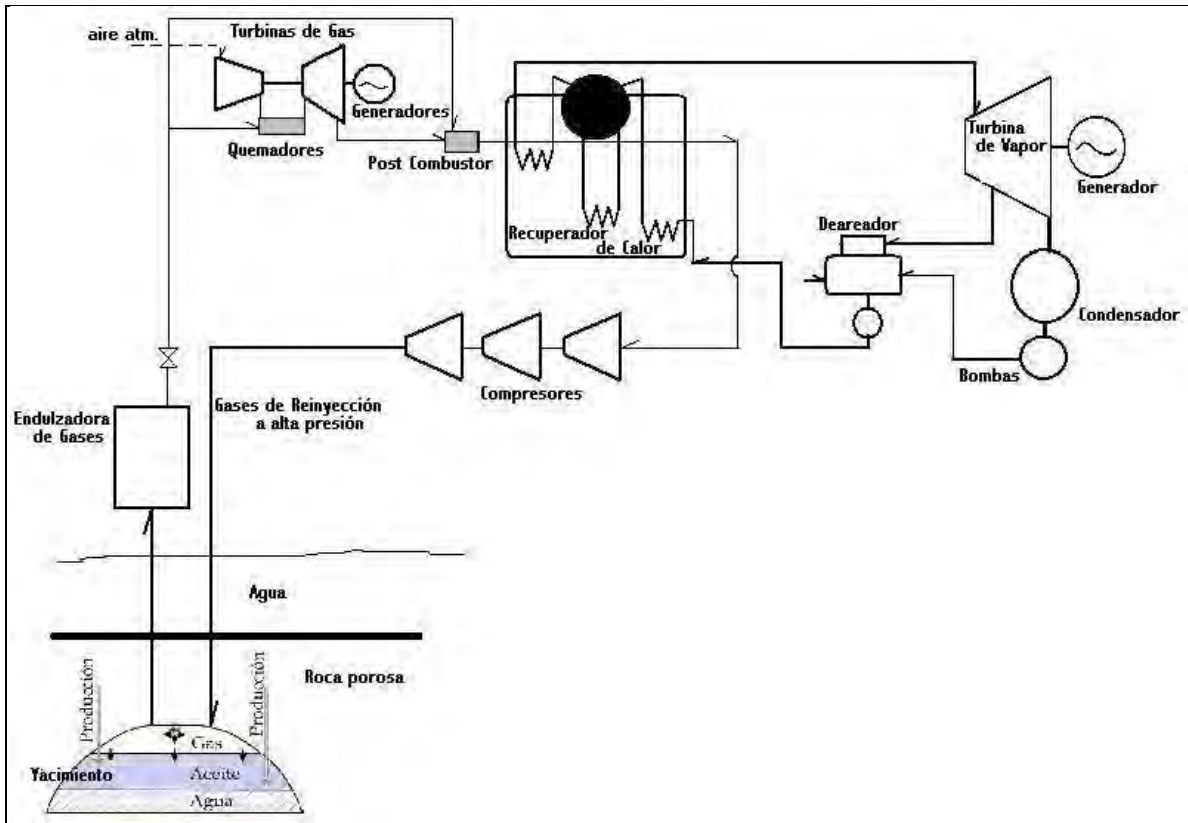 aire atm.
Turbinas de Gas
Generadores
Quemadores
Post Combustor
Recuperador
de Calor
Turbina
de Vapor
Generador
Deareador
Condensador
Bombas
Compresores
Gases de Reinyección
a alta presión
Endulzadora
de Gases
Agua
Roca porosa
Producción
Producción
Gas
Yacimiento
Aceite
Agua